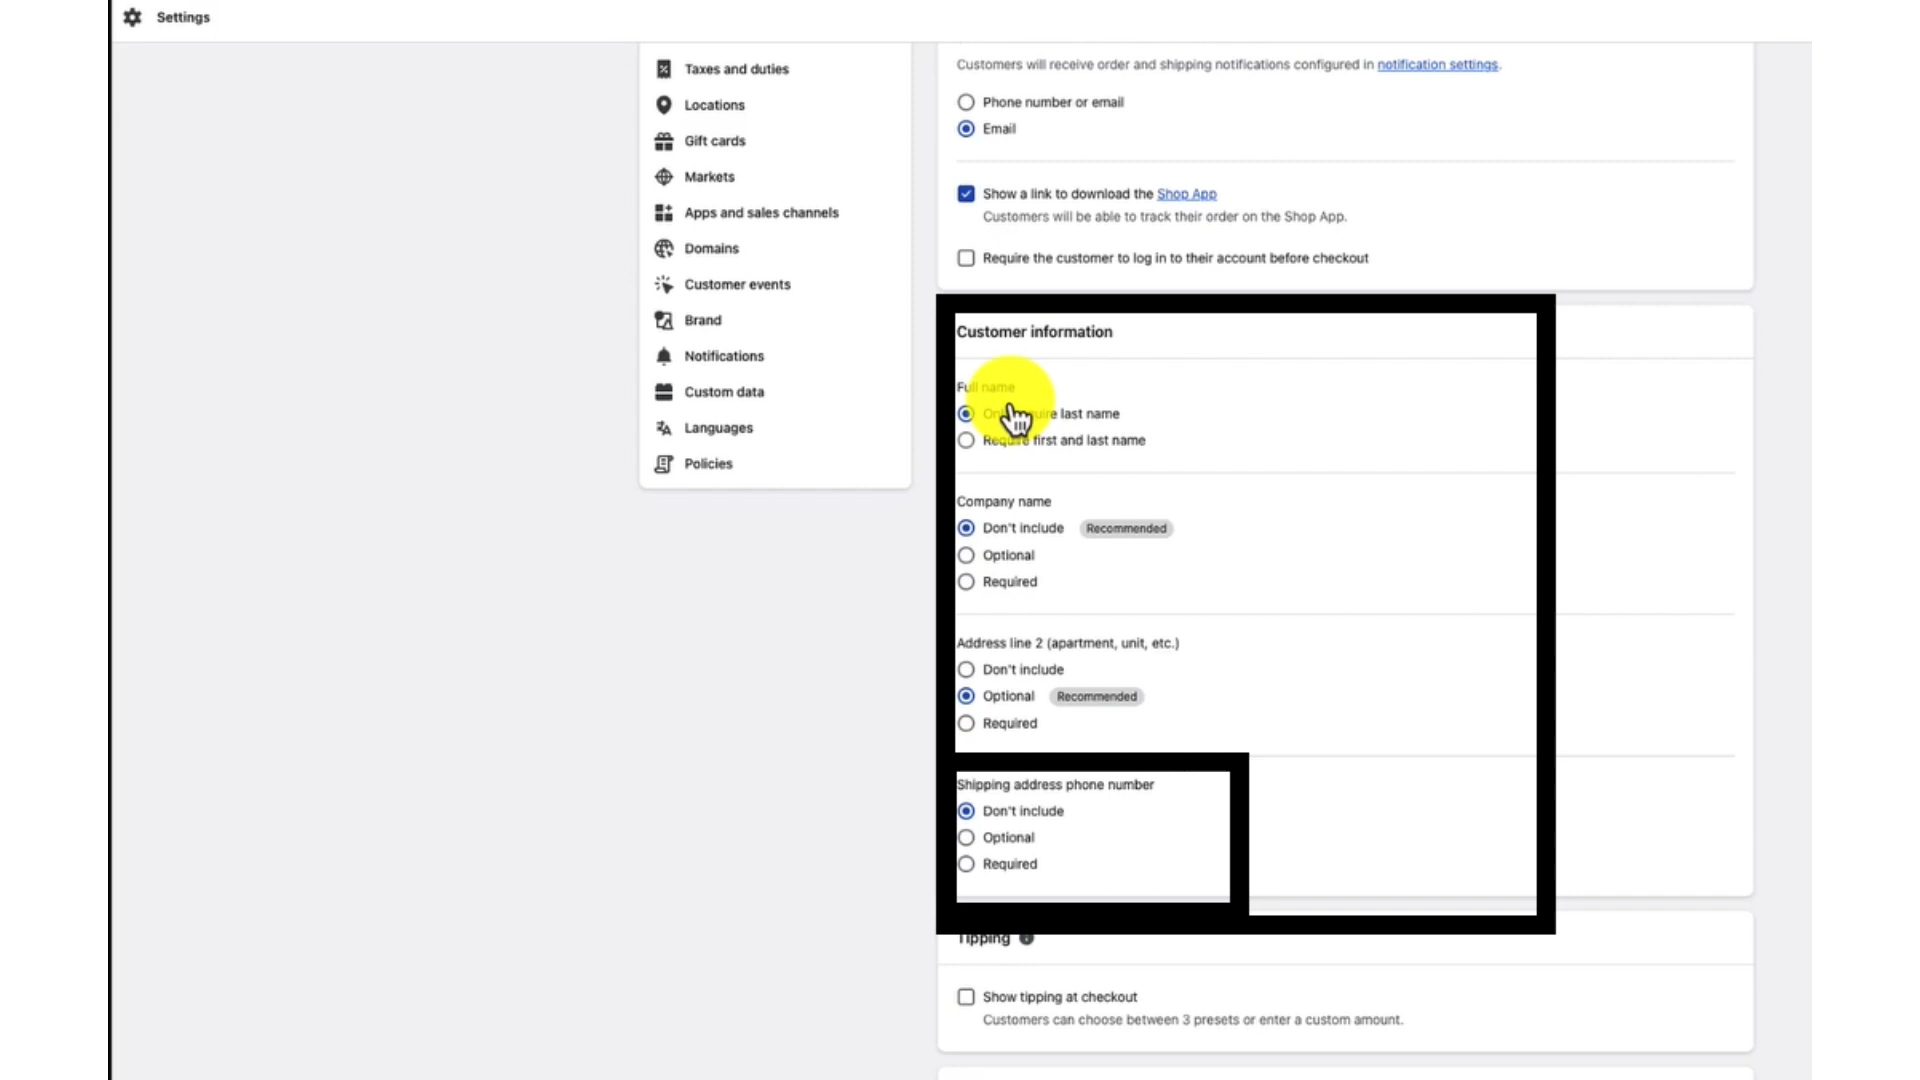 Settings
Taxes and duties
Locations
Gift cards
Markets
Apps and sales channels
Domains
Customer events
Brand
Notifications
Custom data
Languages
Policies
Customers will receive order and shipping notifications configured in notification settings.
Phone number or email
Email
Show a link to download the Shop App
Customers will be able to track their order on the Shop App.
Require the customer to log in to their account before checkout
Customer information
Full name
Only require last name
Require first and last name
Company name
Don't include Recommended
Optional
Required
Address line 2 (apartment, unit, etc.)
Don't include
Optional Recommended
Required
Shipping address phone number
Don't include
Optional
Required
Tipping
Show tipping at checkout
Customers can choose between 3 presets or enter a custom amount.